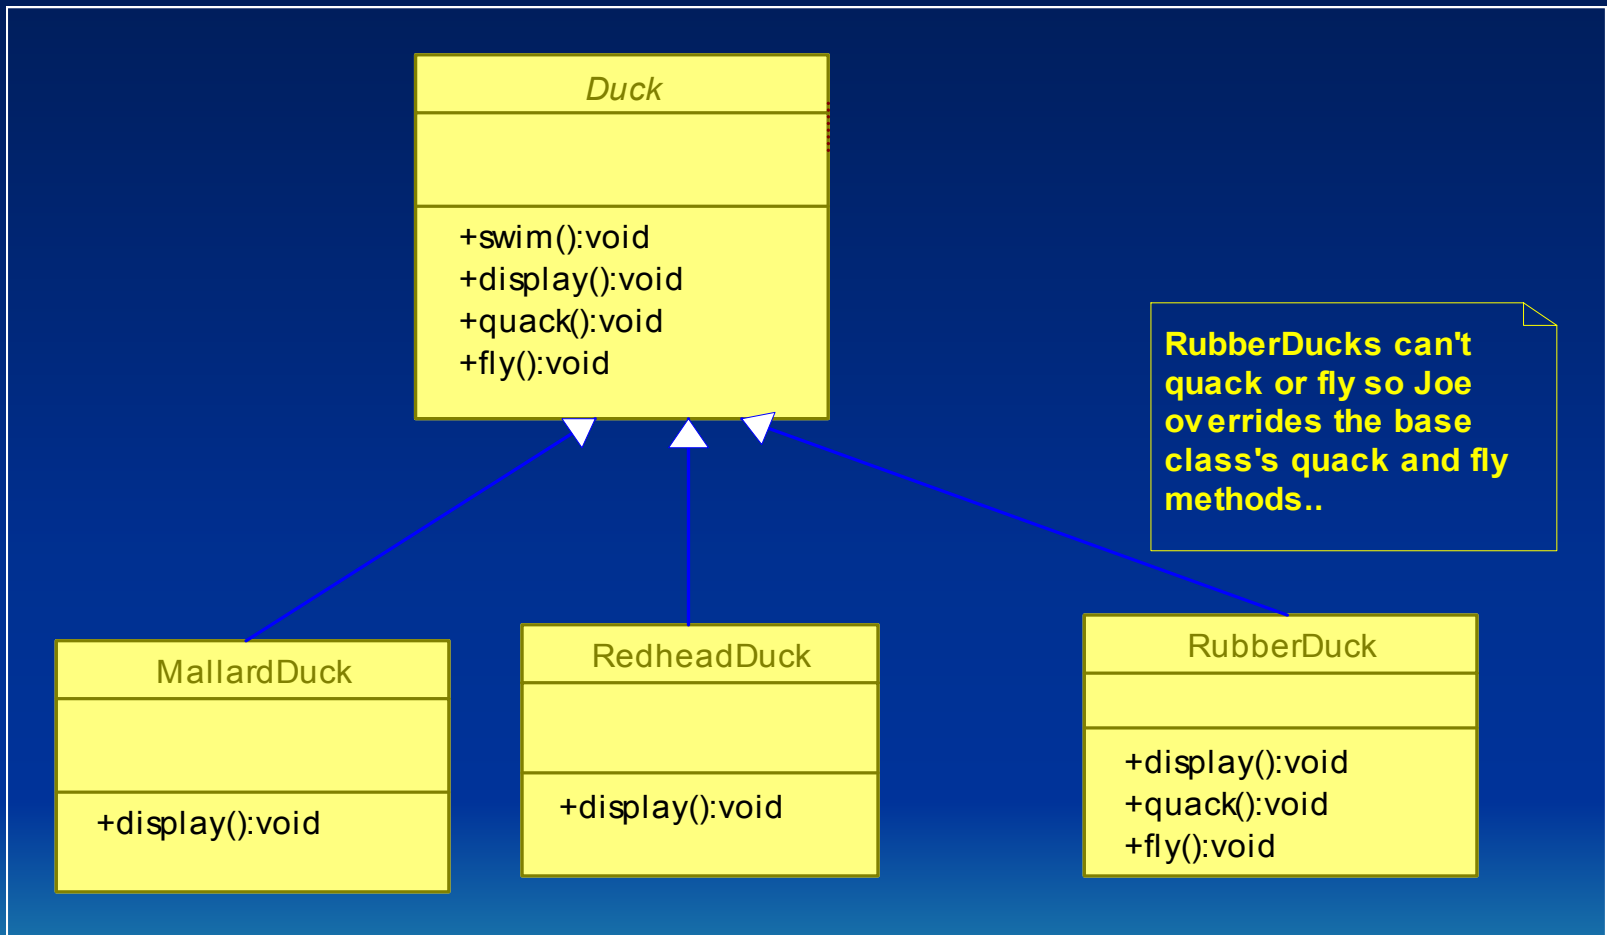 Duck
+swim():void
+display():void
+quack():void
+fly():void
RubberDucks can't
quack or fly so Joe
overrides the base
class's quack and fly
methods..
MallardDuck
+display():void
RedheadDuck
+display():void
RubberDuck
+display():void
+quack():void
+fly():void